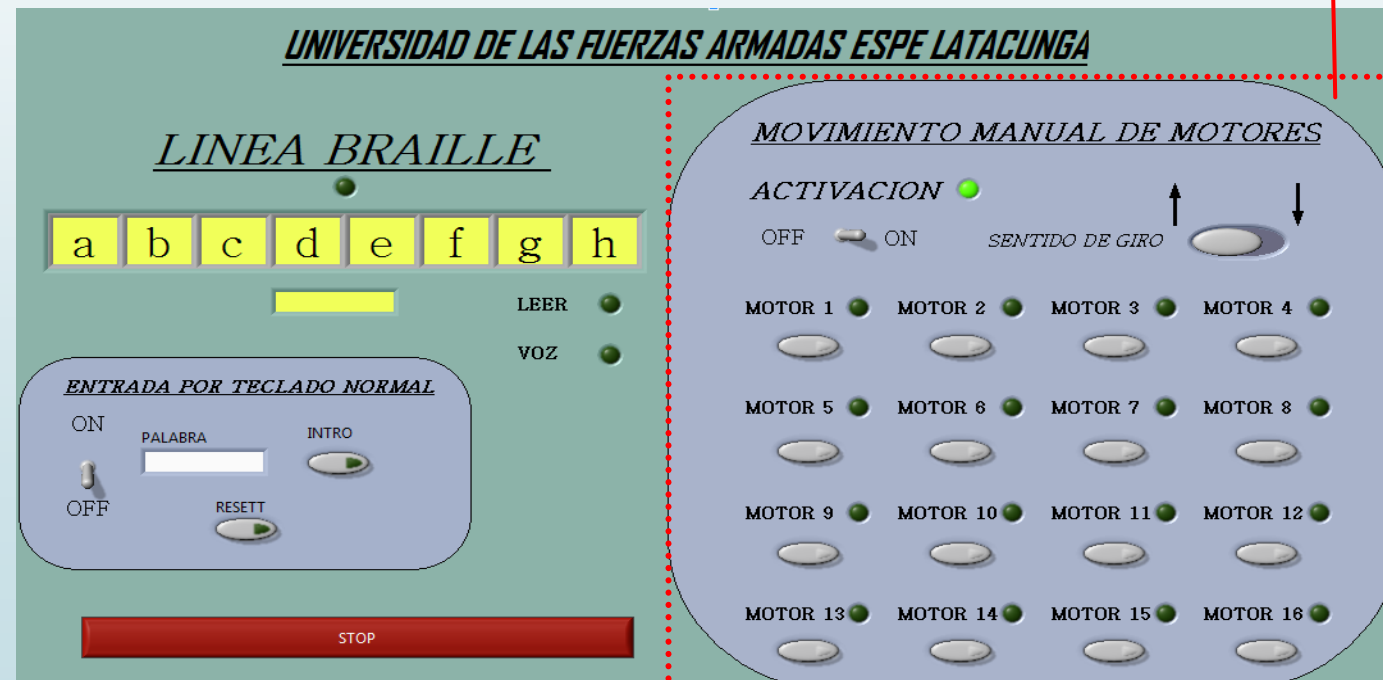 UNIVERSIDAD DE LAS FUERZAS ARMADAS ESPE LATACUNGA
LINEA BRAILLE
a b c d e f g h
LEER
VOZ
ENTRADA POR TECLADO NORMAL
ON
PALABRA
INTRO
OFF
RESETT
STOP
MOVIMIENTO MANUAL DE MOTORES
ACTIVACION
OFF ON SENTIDO DE GIRO
MOTOR 1 MOTOR 2 MOTOR 3 MOTOR 4
MOTOR 5 MOTOR 6 MOTOR 7 MOTOR 8
MOTOR 9 MOTOR 10 MOTOR 11 MOTOR 12
MOTOR 13 MOTOR 14 MOTOR 15 MOTOR 16